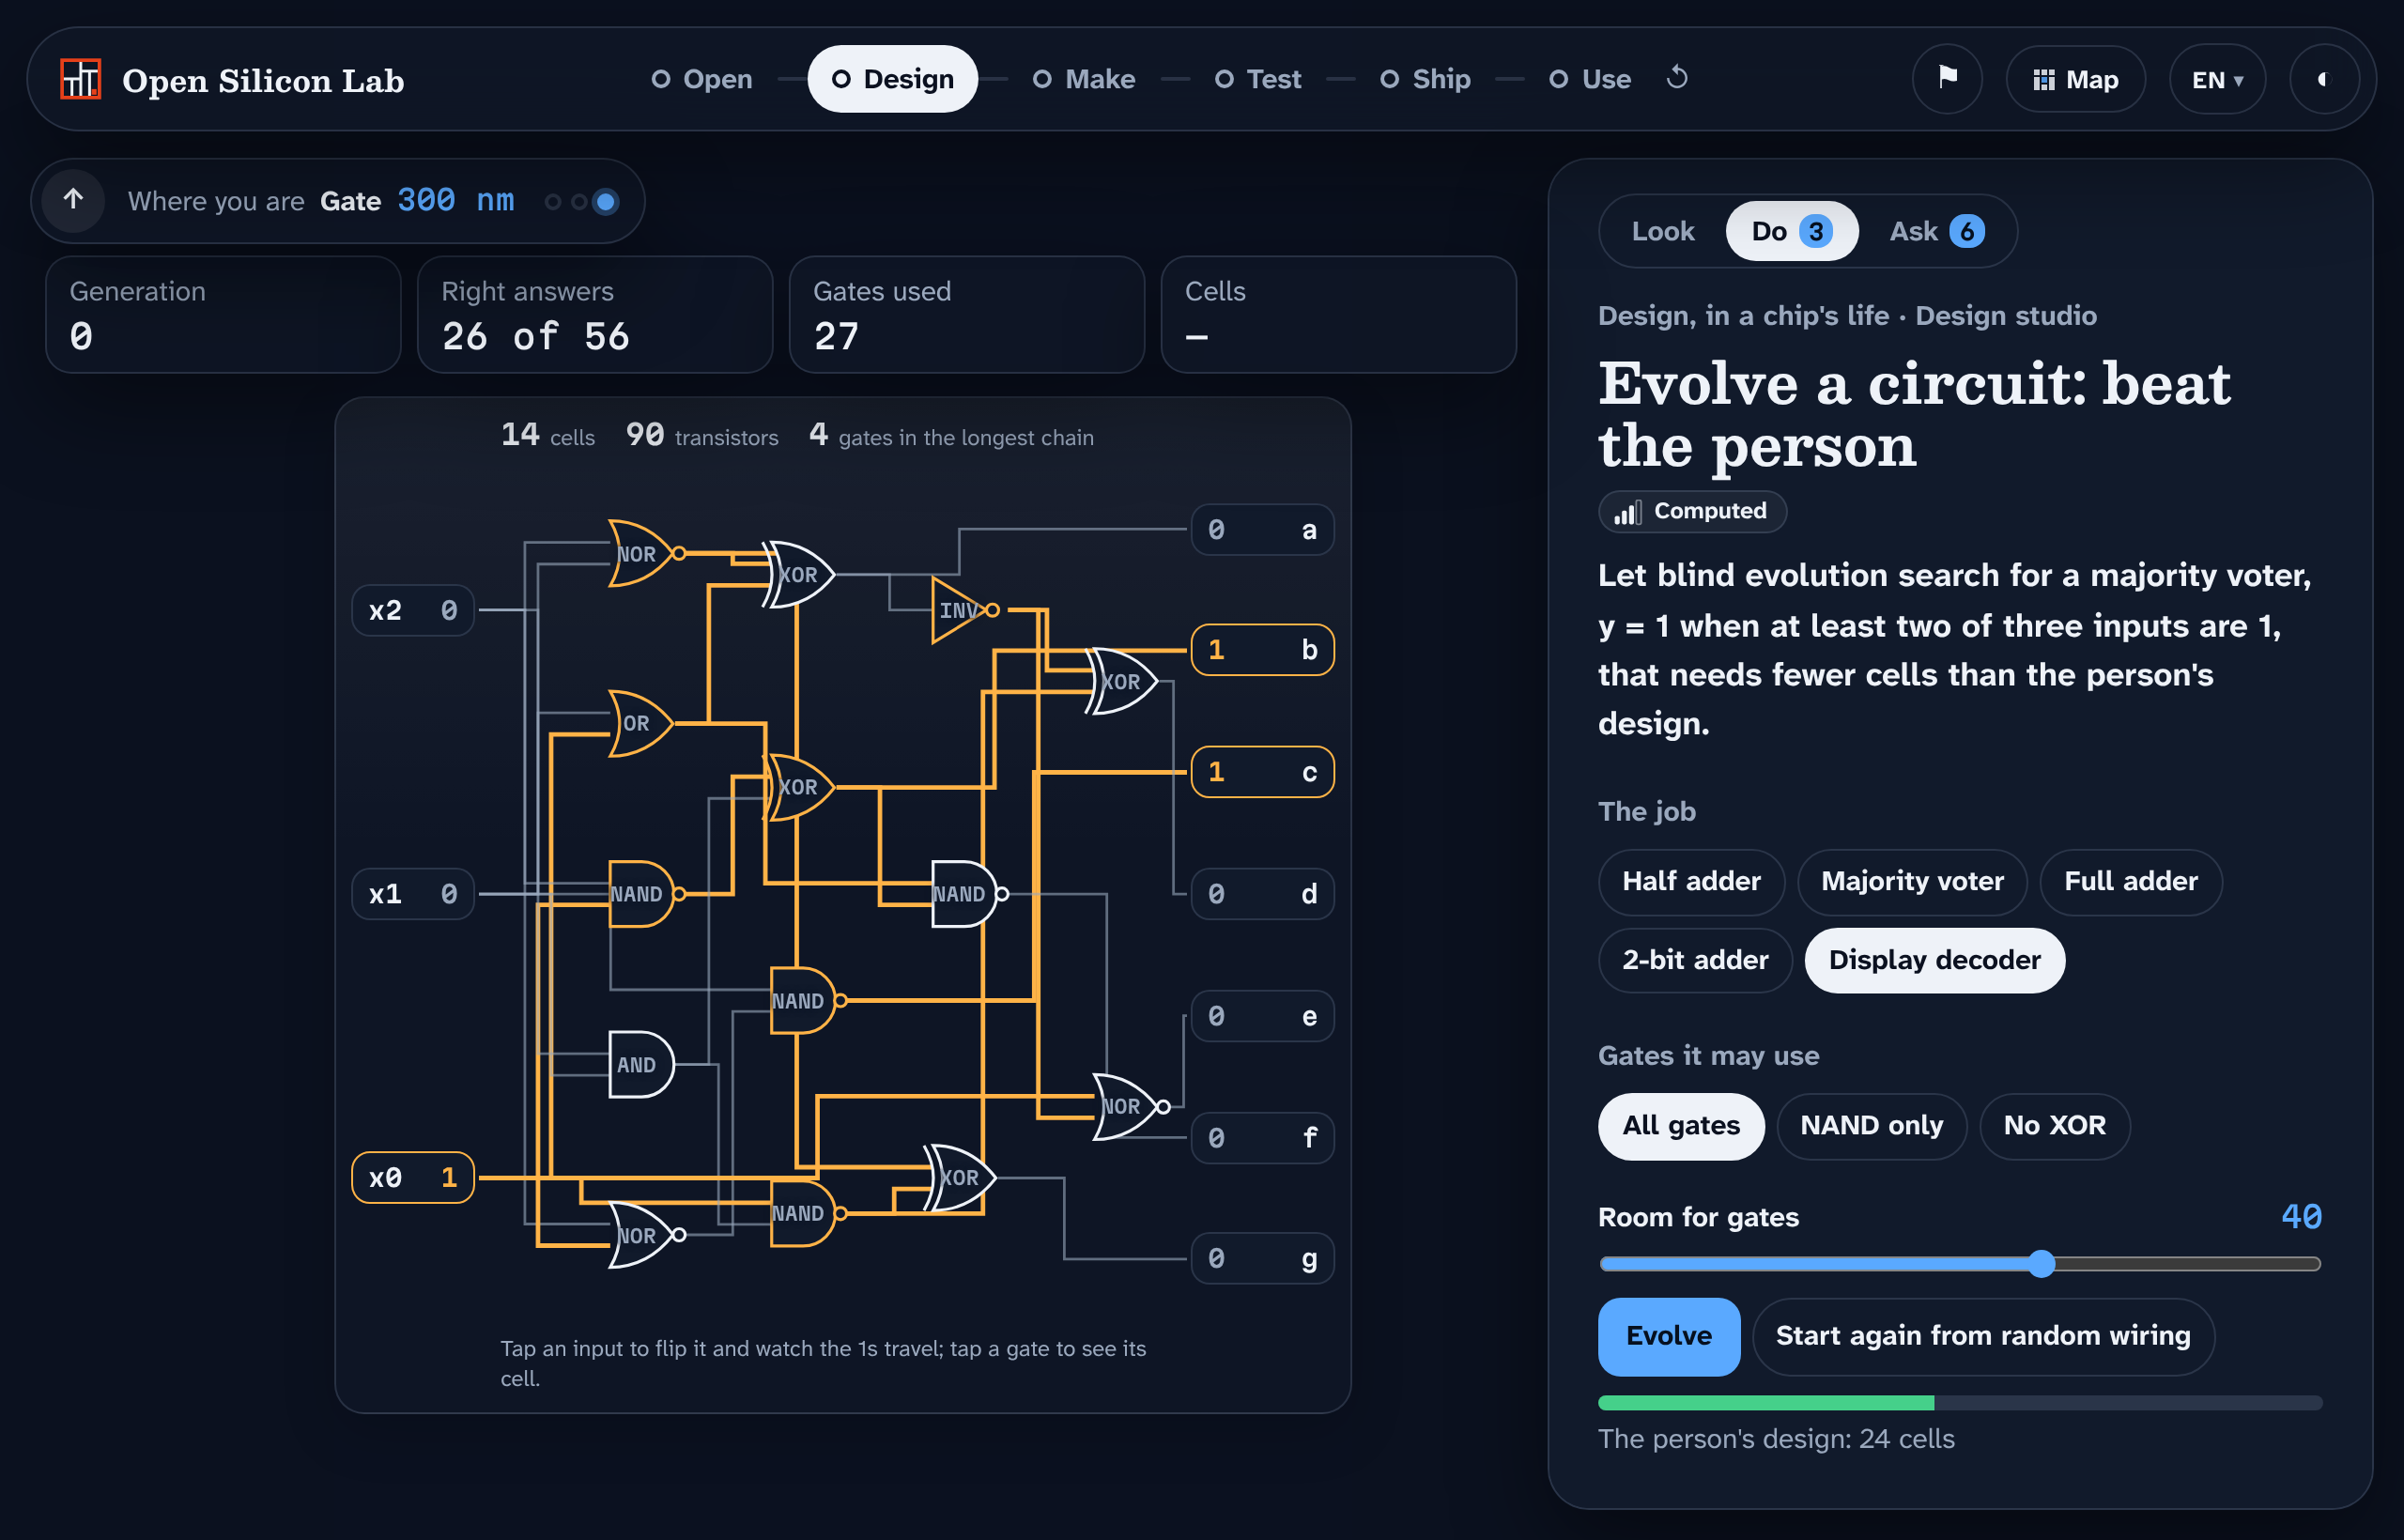 Open Silicon Lab
Open
Design
Make
Test
Ship
Use
Map
EN
Where you are Gate 300 nm
Generation
0
Right answers
26 of 56
Gates used
27
Cells
—
14 cells 90 transistors 4 gates in the longest chain
NOR
XOR
0 a
x2 0
INV
1 b
XOR
OR
1 c
XOR
x1 0
NAND
NAND
0 d
NAND
0 e
AND
NOR
0 f
x0 1
XOR
NAND
NOR
0 g
Tap an input to flip it and watch the 1s travel; tap a gate to see its
cell.
Look
Do 3
Ask 6
Design, in a chip's life · Design studio
Evolve a circuit: beat
the person
Computed
Let blind evolution search for a majority voter,
y = 1 when at least two of three inputs are 1,
that needs fewer cells than the person's
design.
The job
Half adder
Majority voter
Full adder
2-bit adder
Display decoder
Gates it may use
All gates
NAND only
No XOR
Room for gates 40
Evolve
Start again from random wiring
The person's design: 24 cells